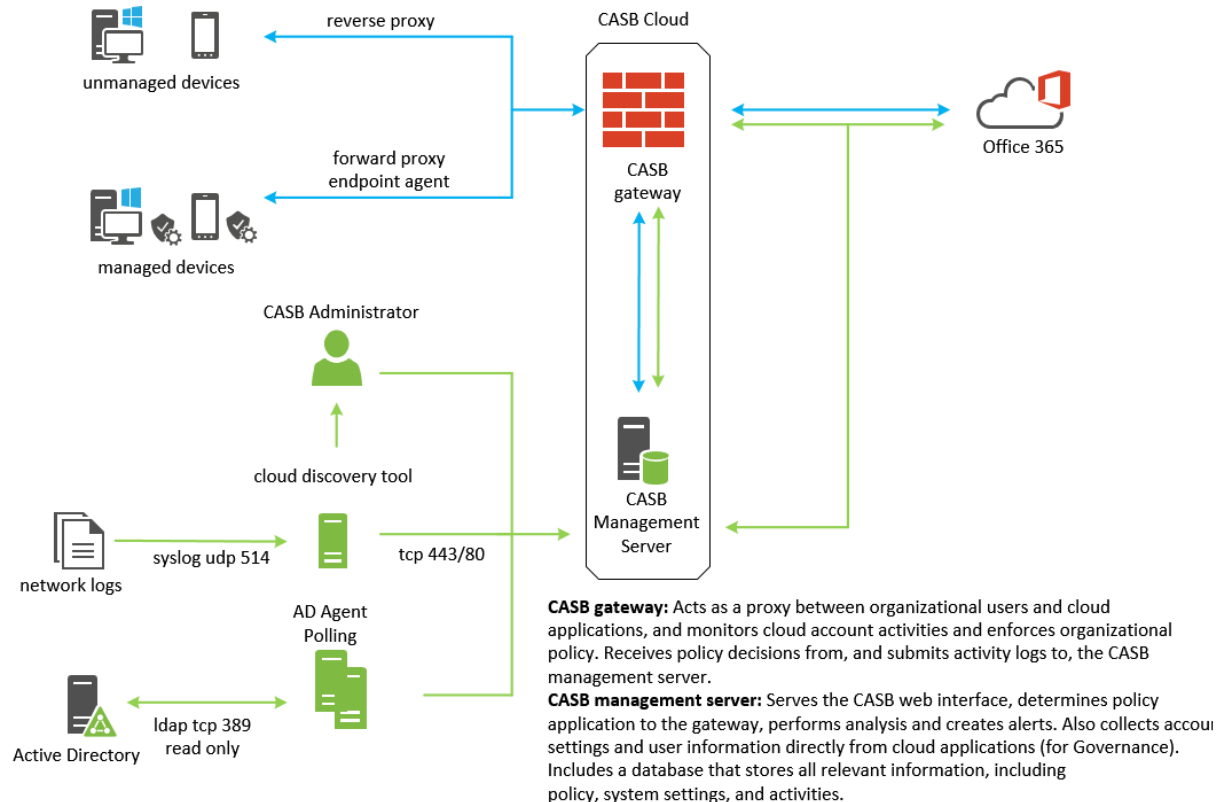 CASB Cloud
reverse proxy
unmanaged devices
forward proxy
endpoint agent
managed devices
CASB
gateway
Office 365
CASB Administrator
cloud discovery tool
CASB
Management
Server
network logs
syslog udp 514
tcp 443/80
AD Agent
Polling
Active Directory
ldap tcp 389
read only
CASB gateway: Acts as a proxy between organizational users and cloud
applications, and monitors cloud account activities and enforces organizational
policy. Receives policy decisions from, and submits activity logs to, the CASB
management server.
CASB management server: Serves the CASB web interface, determines policy
application to the gateway, performs analysis and creates alerts. Also collects accour
settings and user information directly from cloud applications (for Governance).
Includes a database that stores all relevant information, including
policy, system settings, and activities.